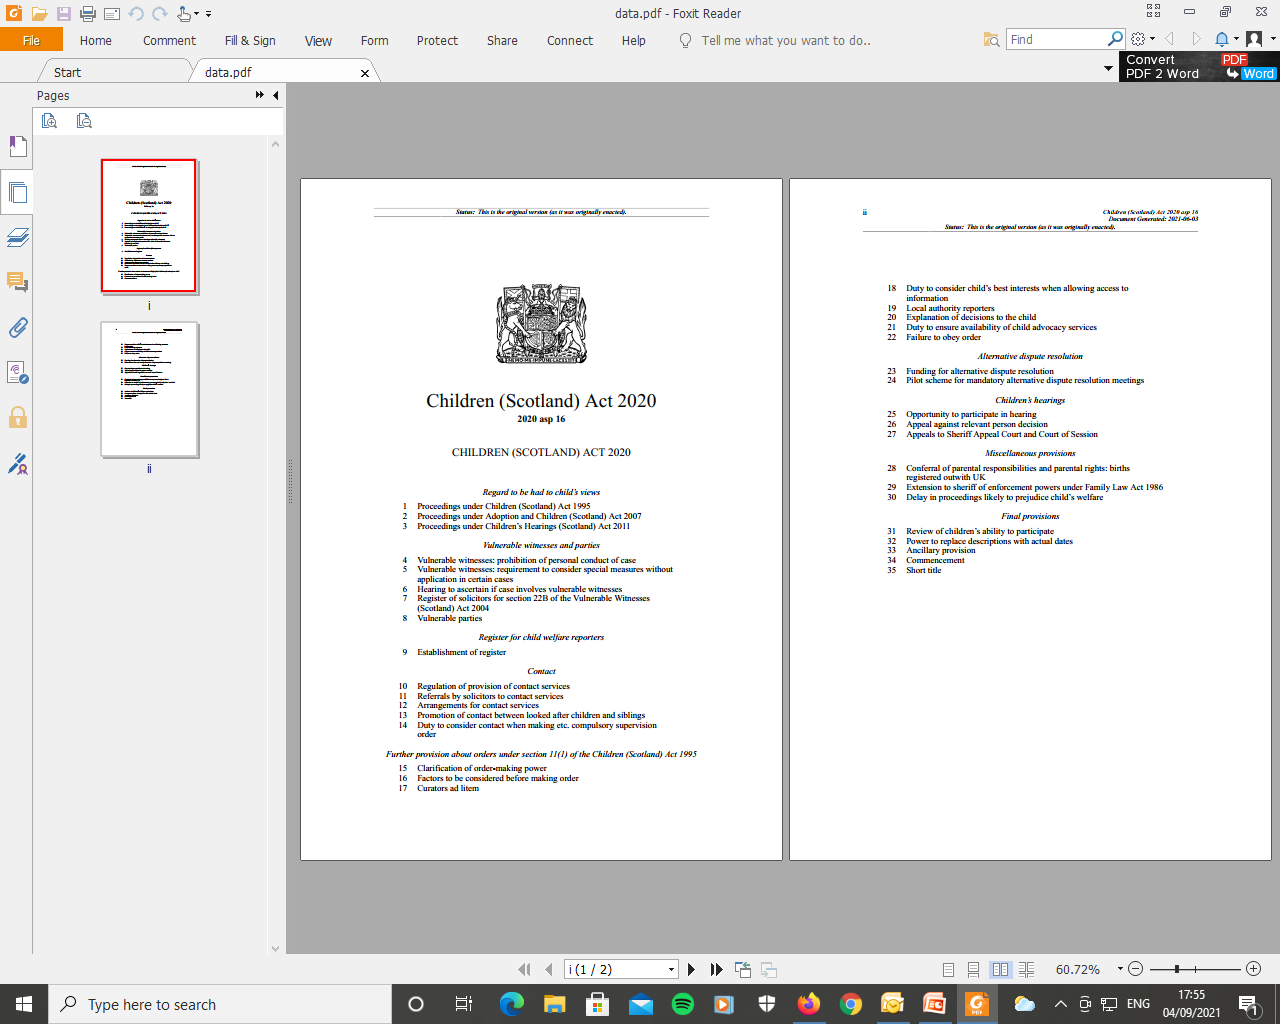 data.pdf - Foxit Reader
File Home Comment Fill & Sign View Form Protect Share Connect Help Tell me what you want to do.. Find
Start data.pdf
Convert PDF
PDF 2 Word Word
Pages
i
ii
Status: This is the original version (as it was originally enacted).
Children (Scotland) Act 2020
2020 asp 16
CHILDREN (SCOTLAND) ACT 2020
Regard to be had to child's views
1 Proceedings under Children (Scotland) Act 1995
2 Proceedings under Adoption and Children (Scotland) Act 2007
3 Proceedings under Children's Hearings (Scotland) Act 2011
Vulnerable witnesses and parties
4 Vulnerable witnesses: prohibition of personal conduct of case
5 Vulnerable witnesses: requirement to consider special measures without
application in certain cases
6 Hearing to ascertain if case involves vulnerable witnesses
7 Register of solicitors for section 22B of the Vulnerable Witnesses
(Scotland) Act 2004
8 Vulnerable parties
Register for child welfare reporters
9 Establishment of register
Contact
10 Regulation of provision of contact services
11 Referrals by solicitors to contact services
12 Arrangements for contact services
13 Promotion of contact between looked after children and siblings
14 Duty to consider contact when making etc. compulsory supervision
order
Further provision about orders under section 11(1) of the Children (Scotland) Act 1995
15 Clarification of order-making power
16 Factors to be considered before making order
17 Curators ad litem
ii Children (Scotland) Act 2020 asp 16
Document Generated: 2021-06-03
Status: This is the original version (as it was originally enacted).
18 Duty to consider child's best interests when allowing access to
information
19 Local authority reporters
20 Explanation of decisions to the child
21 Duty to ensure availability of child advocacy services
22 Failure to obey order
Alternative dispute resolution
23 Funding for alternative dispute resolution
24 Pilot scheme for mandatory alternative dispute resolution meetings
Children's hearings
25 Opportunity to participate in hearing
26 Appeal against relevant person decision
27 Appeals to Sheriff Appeal Court and Court of Session
Miscellaneous provisions
28 Conferral of parental responsibilities and parental rights: births
registered outwith UK
29 Extension to sheriff of enforcement powers under Family Law Act 1986
30 Delay in proceedings likely to prejudice child's welfare
Final provisions
31 Review of children's ability to participate
32 Power to replace descriptions with actual dates
33 Ancillary provision
34 Commencement
35 Short title
i (1 / 2) 60.72%
Type here to search
ENG
17:55
04/09/2021
1